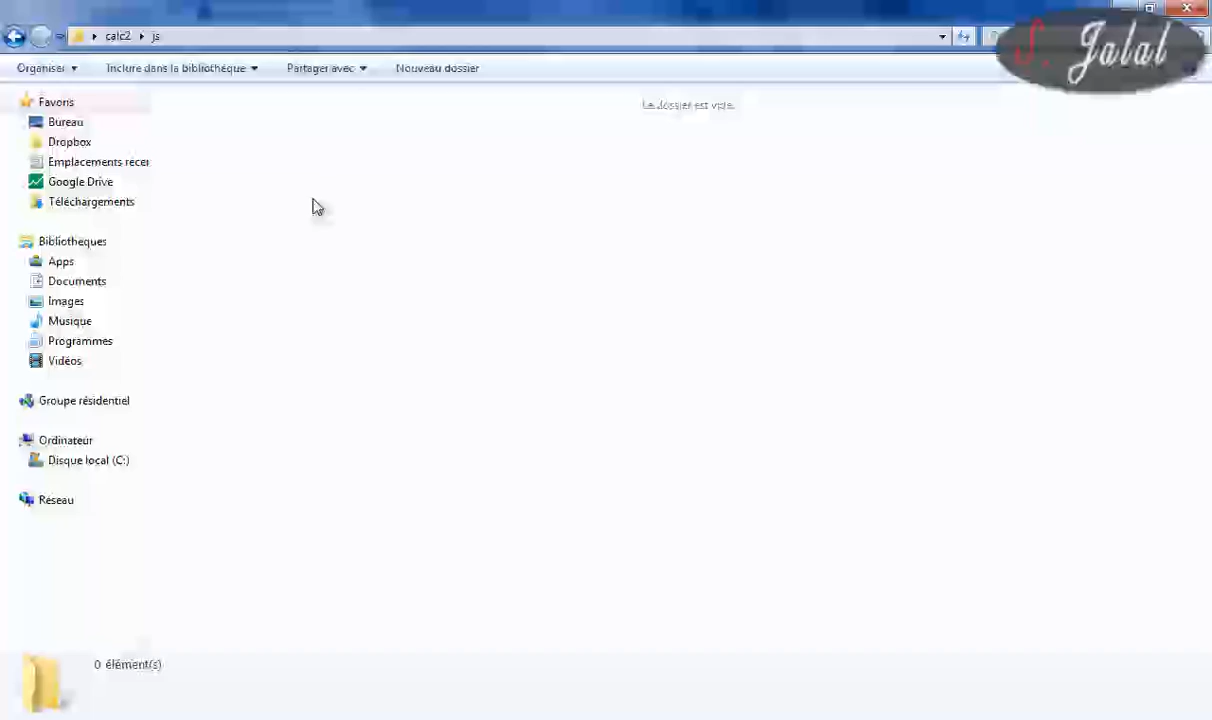 calc2 js
S. Jalal
Organiser Inclure dans la bibliothèque Partager avec Nouveau dossier
Favoris
Le dossier est vide.
Bureau
Dropbox
Emplacements récen
Google Drive
Téléchargements
Bibliothèques
Apps
Documents
Images
Musique
Programmes
Vidéos
Groupe résidentiel
Ordinateur
Disque local (C:)
Réseau
0 élément(s)